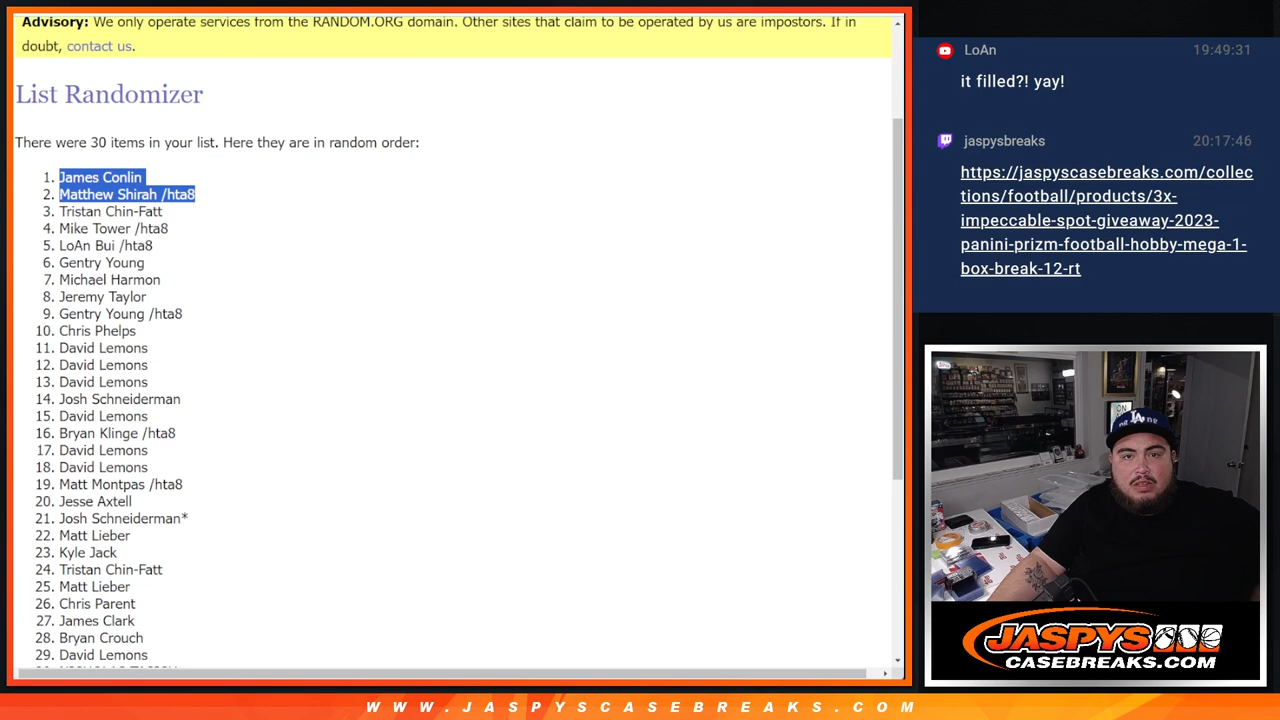 Advisory: We only operate services from the RANDOM.ORG domain. Other sites that claim to be operated by us are impostors. If in
doubt, contact us.
List Randomizer
There were 30 items in your list. Here they are in random order:
1. James Conlin
2. Matthew Shirah /hta8
3. Tristan Chin-Fatt
4. Mike Tower /hta8
5. LoAn Bui /hta8
6. Gentry Young
7. Michael Harmon
8. Jeremy Taylor
9. Gentry Young /hta8
10. Chris Phelps
11. David Lemons
12. David Lemons
13. David Lemons
14. Josh Schneiderman
15. David Lemons
16. Bryan Klinge /hta8
17. David Lemons
18. David Lemons
19. Matt Montpas /hta8
20. Jesse Axtell
21. Josh Schneiderman*
22. Matt Lieber
23. Kyle Jack
24. Tristan Chin-Fatt
25. Matt Lieber
26. Chris Parent
27. James Clark
28. Bryan Crouch
29. David Lemons
LoAn 19:49:31
it filled?! yay!
jaspysbreaks 20:17:46
https://jaspyscasebreaks.com/collec
tions/football/products/3x-
impeccable-spot-giveaway-2023-
panini-prizm-football-hobby-mega-1-
box-break-12-rt
LA
JASPYS
CASEBREAKS.COM
WWW.JASPYSCASEBREAKS.COM